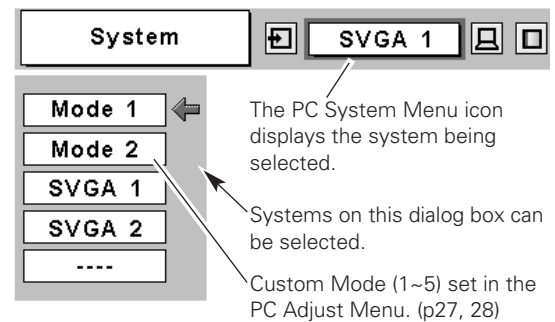 System
SVGA 1
Mode 1
Mode 2
SVGA 1
SVGA 2
----
The PC System Menu icon
displays the system being
selected.
Systems on this dialog box can
be selected.
Custom Mode (1~5) set in the
PC Adjust Menu. (p27, 28)